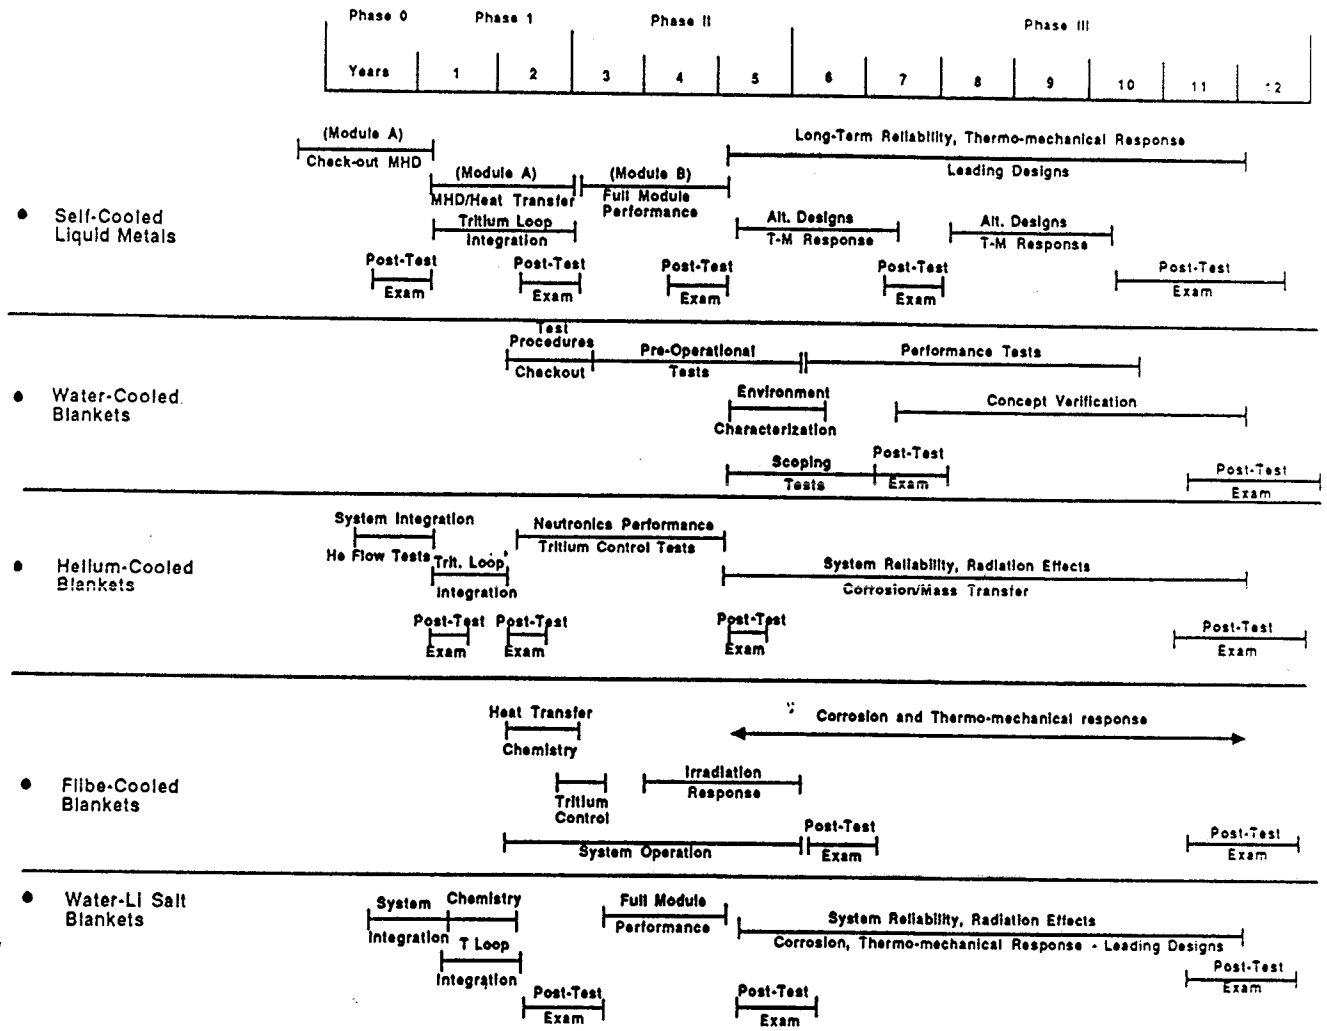 Phase 0 Phase 1 Phase II Phase III
Years 1 2 3 4 5 6 7 8 9 10 11 12
(Module A)
Check-out MHD
Long-Term Reliability, Thermo-mechanical Response
Leading Designs
(Module A)
MHD/Heat Transfer
(Module B)
Full Module
Performance
• Self-Cooled
Liquid Metals
Tritium Loop
Integration
Alt. Designs
T-M Response
Alt. Designs
T-M Response
Post-Test
Exam
Post-Test
Exam
Post-Test
Exam
Post-Test
Exam
Post-Test
Exam
Test
Procedures
Checkout
Pre-Operational
Tests
Performance Tests
• Water-Cooled
Blankets
Environment
Characterization
Concept Verification
Scoping
Tests
Post-Test
Exam
Post-Test
Exam
System Integration
He Flow Tests
Neutronics Performance
Tritium Control Tests
• Helium-Cooled
Blankets
Trit. Loop
Integration
System Reliability, Radiation Effects
Corrosion/Mass Transfer
Post-Test
Exam
Post-Test
Exam
Post-Test
Exam
Post-Test
Exam
Heat Transfer
Chemistry
Corrosion and Thermo-mechanical response
• Flibe-Cooled
Blankets
Tritium
Control
Irradiation
Response
System Operation
Post-Test
Exam
Post-Test
Exam
• Water-Li Salt
Blankets
System
Integration
Chemistry
Full Module
Performance
System Reliability, Radiation Effects
Corrosion, Thermo-mechanical Response - Leading Designs
T Loop
Integration
Post-Test
Exam
Post-Test
Exam
Post-Test
Exam